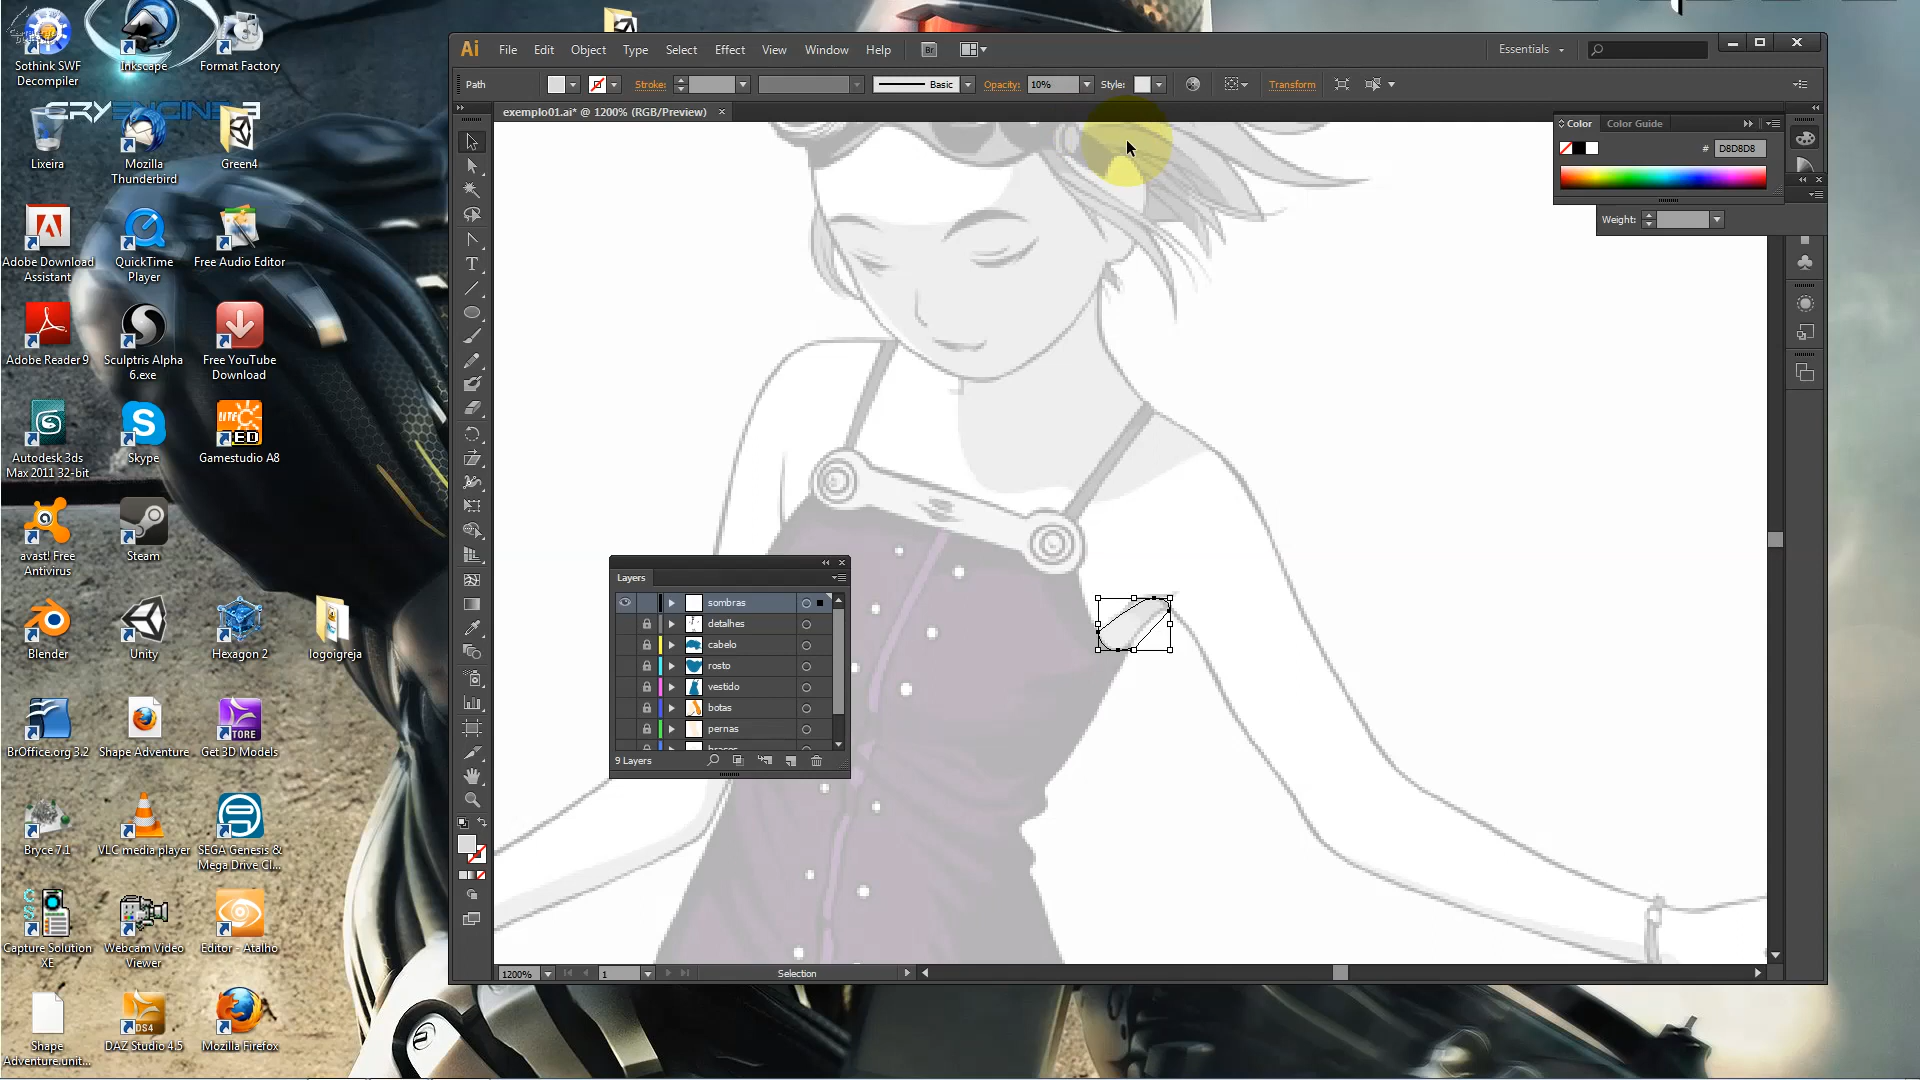 Sothink SWF
Decompiler
Inkscape
Format Factory
CRYENGINE 3
Lixeira
Mozilla
Thunderbird
Green4
Adobe Download
Assistant
QuickTime
Player
Free Audio Editor
Adobe Reader 9
Sculptris Alpha
6.exe
Free YouTube
Download
Autodesk 3ds
Max 2011 32-bit
Skype
Gamestudio A8
avast! Free
Antivirus
Steam
Blender
Unity
Hexagon 2
logoigreja
BrOffice.org 3.2
Shape Adventure
Get 3D Models
Bryce 7.1
VLC media player
SEGA Genesis &
Mega Drive Cl...
Capture Solution
XE
Webcam Video
Viewer
Editor - Atalho
Shape
Adventure.unit...
DAZ Studio 4.5
Mozilla Firefox
Ai File Edit Object Type Select Effect View Window Help Br Essentials
Path Stroke: Basic Opacity: 10% Style: Transform
exemplo01.ai* @ 1200% (RGB/Preview)
Color Color Guide
# D8D8D8
Weight:
Layers
sombras
detalhes
cabelo
rosto
vestido
botas
pernas
9 Layers
1200% 1 Selection